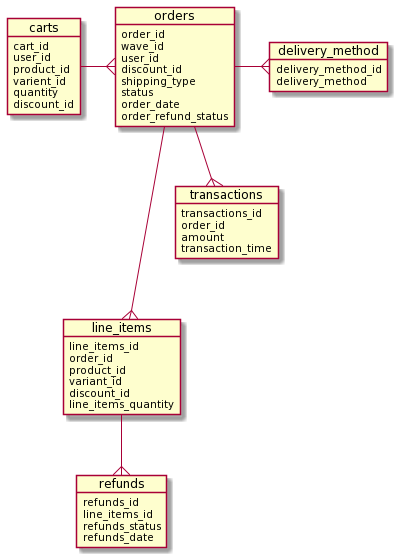 carts
cart_id
user_id
product_id
varient_id
quantity
discount_id
orders
order_id
wave_id
user_id
discount_id
shipping_type
status
order_date
order_refund_status
delivery_method
delivery_method_id
delivery_method
transactions
transactions_id
order_id
amount
transaction_time
line_items
line_items_id
order_id
product_id
variant_id
discount_id
line_items_quantity
refunds
refunds_id
line_items_id
refunds_status
refunds_date